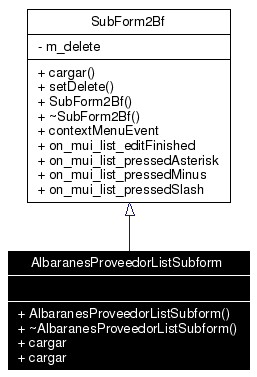 SubForm2Bf
- m_delete
+ cargar()
+ setDelete()
+ SubForm2Bf()
+ ~SubForm2Bf()
+ contextMenuEvent
+ on_mui_list_editFinished
+ on_mui_list_pressedAsterisk
+ on_mui_list_pressedMinus
+ on_mui_list_pressedSlash
AlbaranesProveedorListSubform
+ AlbaranesProveedorListSubform()
+ ~AlbaranesProveedorListSubform()
+ cargar
+ cargar